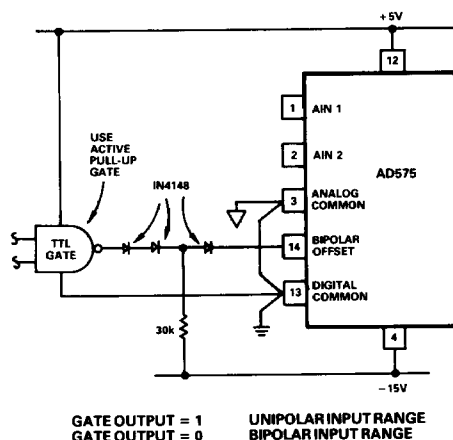 +5V
12
1 AIN 1
USE
ACTIVE
PULL-UP
GATE
2 AIN 2
AD575
IN4148
3 ANALOG
COMMON
TTL
GATE
14 BIPOLAR
OFFSET
13 DIGITAL
COMMON
30k
4
−15V
GATE OUTPUT = 1 UNIPOLAR INPUT RANGE
GATE OUTPUT = 0 BIPOLAR INPUT RANGE